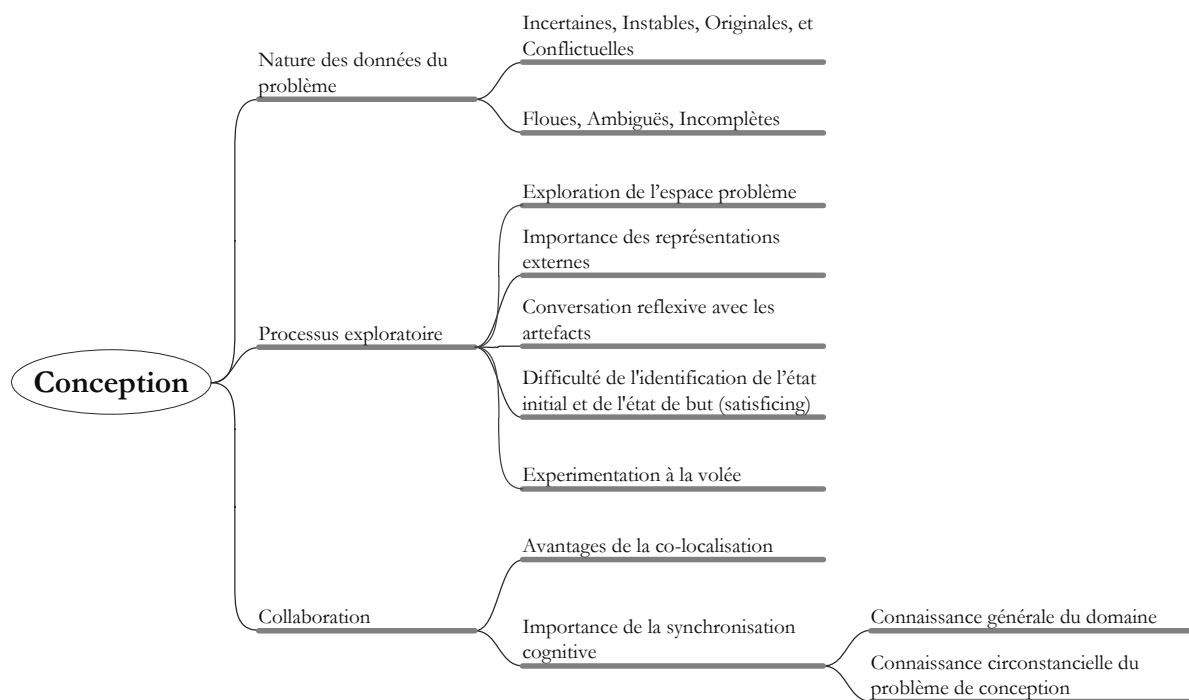 Conception
Nature des données du
problème
Incertaines, Instables, Originales, et
Conflictuelles
Floues, Ambiguës, Incomplètes
Processus exploratoire
Exploration de l’espace problème
Importance des représentations
externes
Conversation reflexive avec les
artefacts
Difficulté de l'identification de l’état
initial et de l'état de but (satisficing)
Experimentation à la volée
Collaboration
Avantages de la co-localisation
Importance de la synchronisation
cognitive
Connaissance générale du domaine
Connaissance circonstancielle du
problème de conception